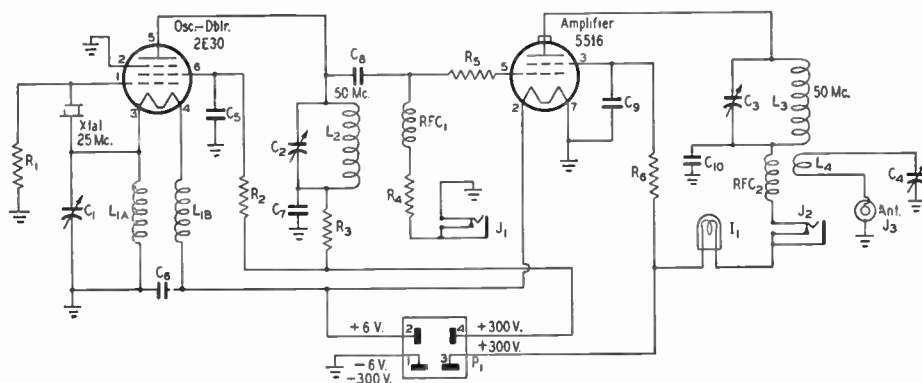 Osc.-Dblr.
2E30
Amplifier
5516
5
2
1
6
3
4
Xtal
25 Mc.
R1
C1
L1A
L1B
C5
R2
C6
C2
50 Mc.
L2
C7
R3
C8
RFC1
R4
J1
R5
5
3
2
7
C9
R6
C3
L3
50 Mc.
C10
RFC2
L4
C4
Ant.
J3
J2
I1
+6 V.
2
4
+300 V.
+300 V.
1
3
P1
-6 V.
-300 V.